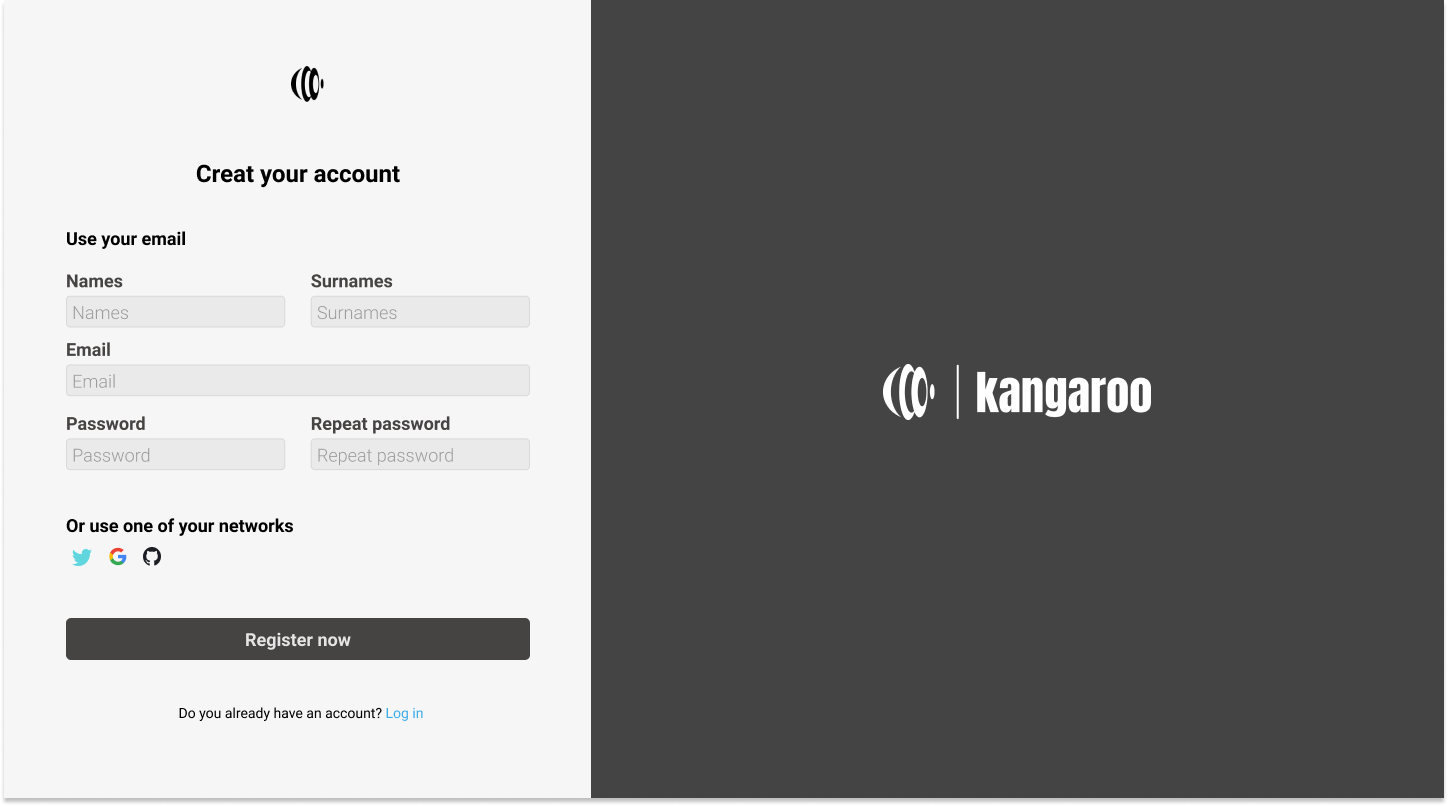 Creat your account
Use your email
Names Surnames
Names Surnames
Email
Email
Password Repeat password
Password Repeat password
Or use one of your networks
Register now
Do you already have an account? Log in
kangaroo